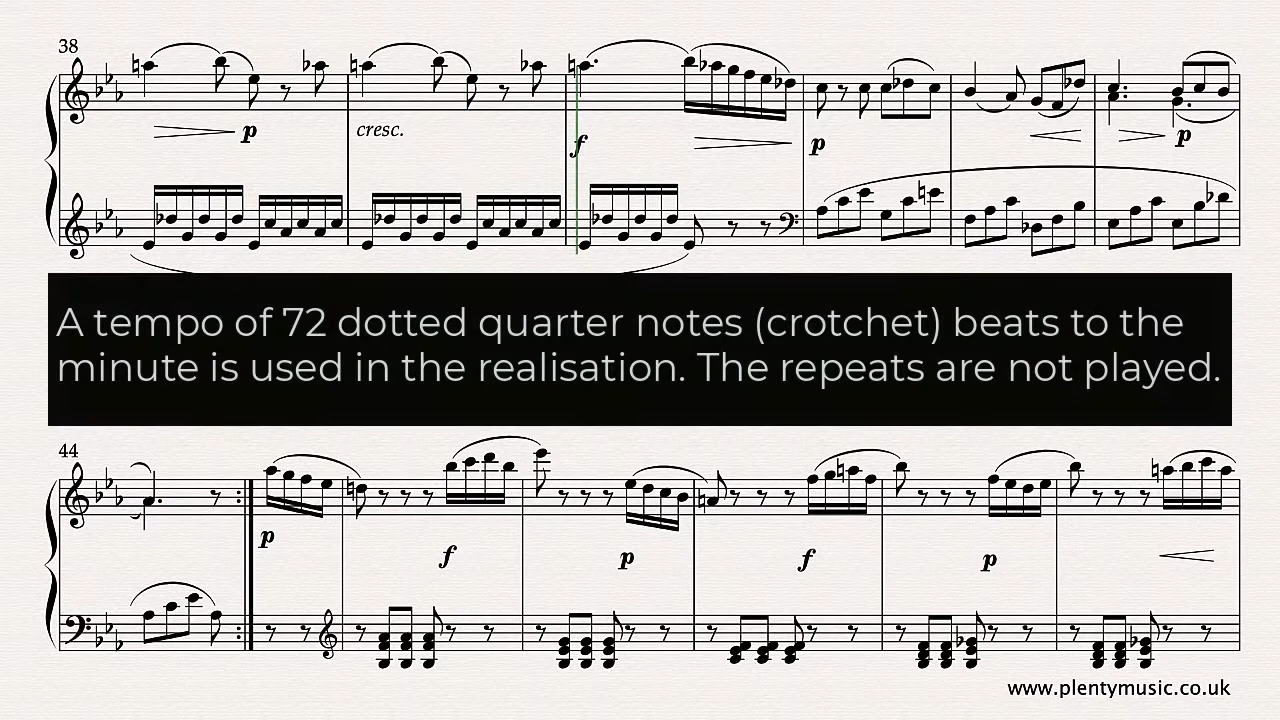 38
p
cresc.
f
p
p
A tempo of 72 dotted quarter notes (crotchet) beats to the
minute is used in the realisation. The repeats are not played.
44
p
f
p
f
p
www.plentymusic.co.uk